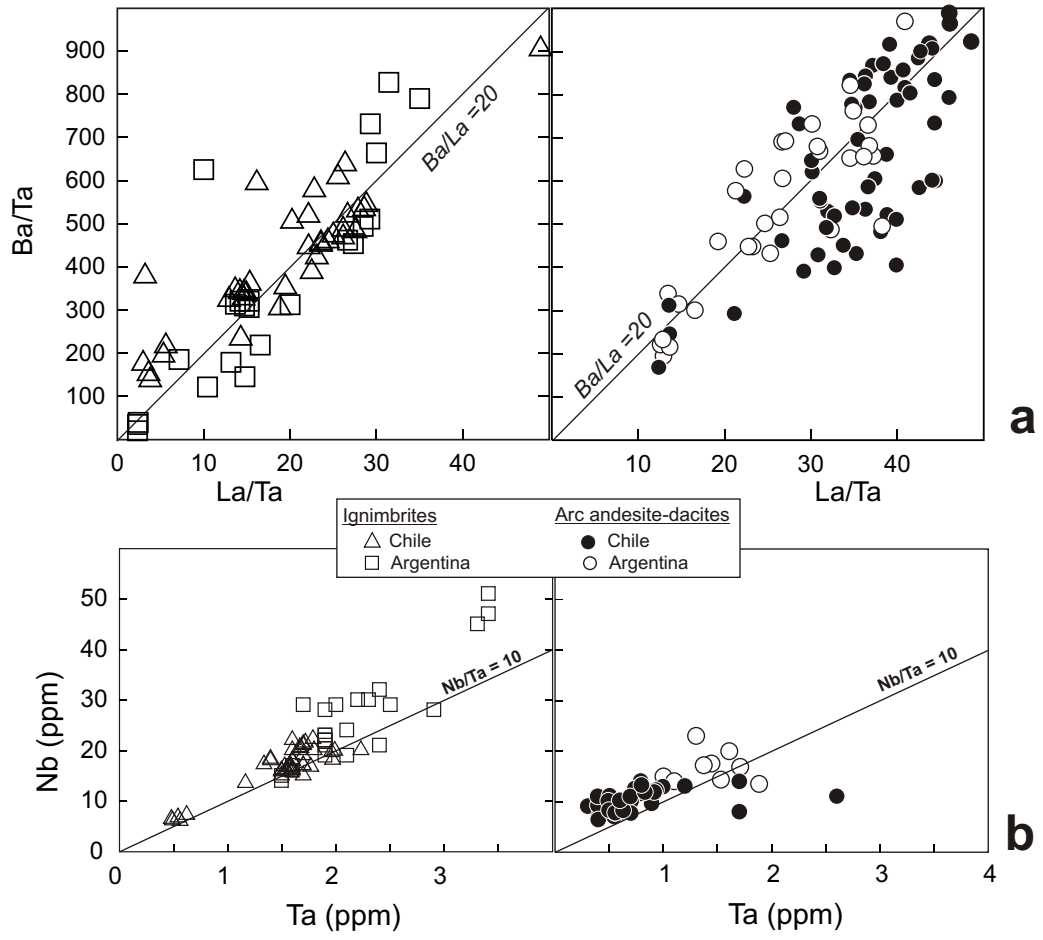 900
800
700
600
500
400
300
200
100
Ba/Ta
Ba/La =20
0 10 20 30 40
La/Ta
Ba/La =20
10 20 30 40
La/Ta
a
Ignimbrites
Chile
Argentina
Arc andesite-dacites
Chile
Argentina
50
40
30
20
10
0
Nb (ppm)
Nb/Ta = 10
0 1 2 3
Ta (ppm)
Nb/Ta = 10
1 2 3 4
Ta (ppm)
b